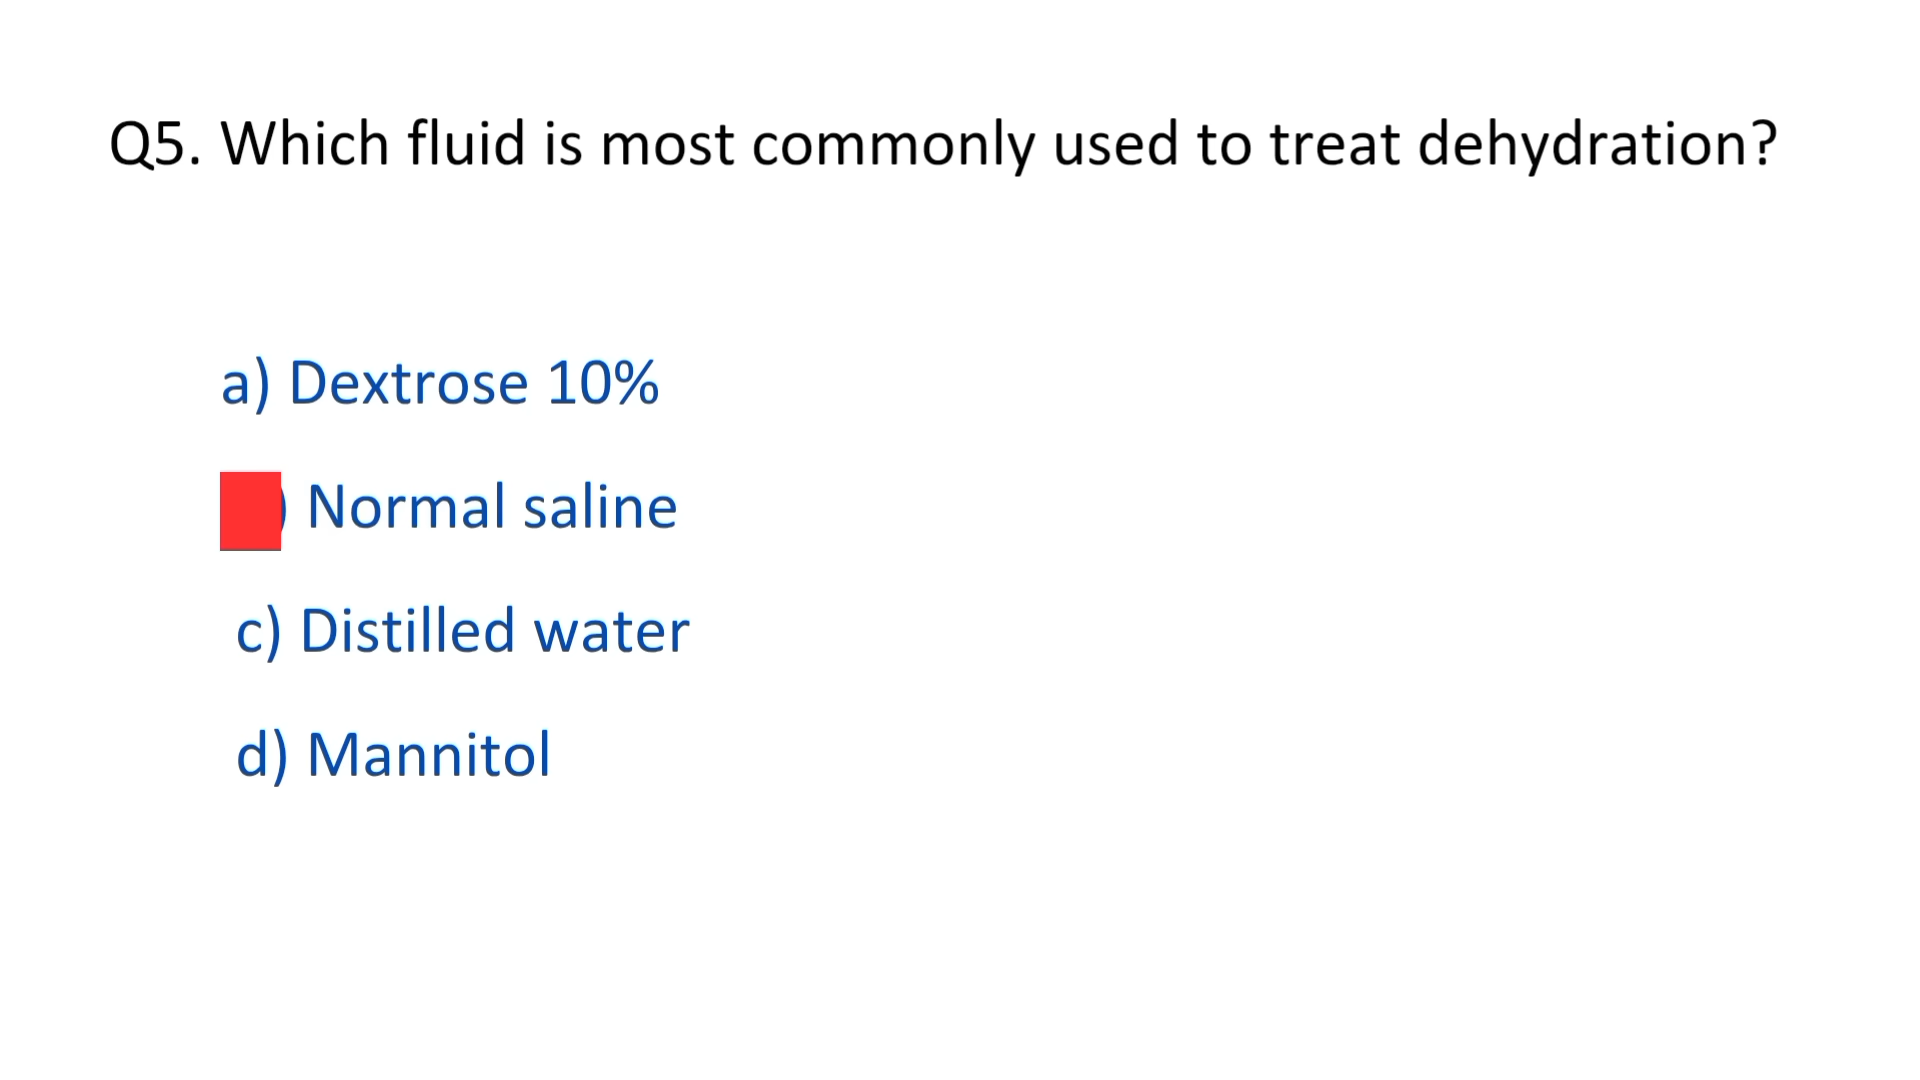 Q5. Which fluid is most commonly used to treat dehydration?
a) Dextrose 10%
) Normal saline
c) Distilled water
d) Mannitol